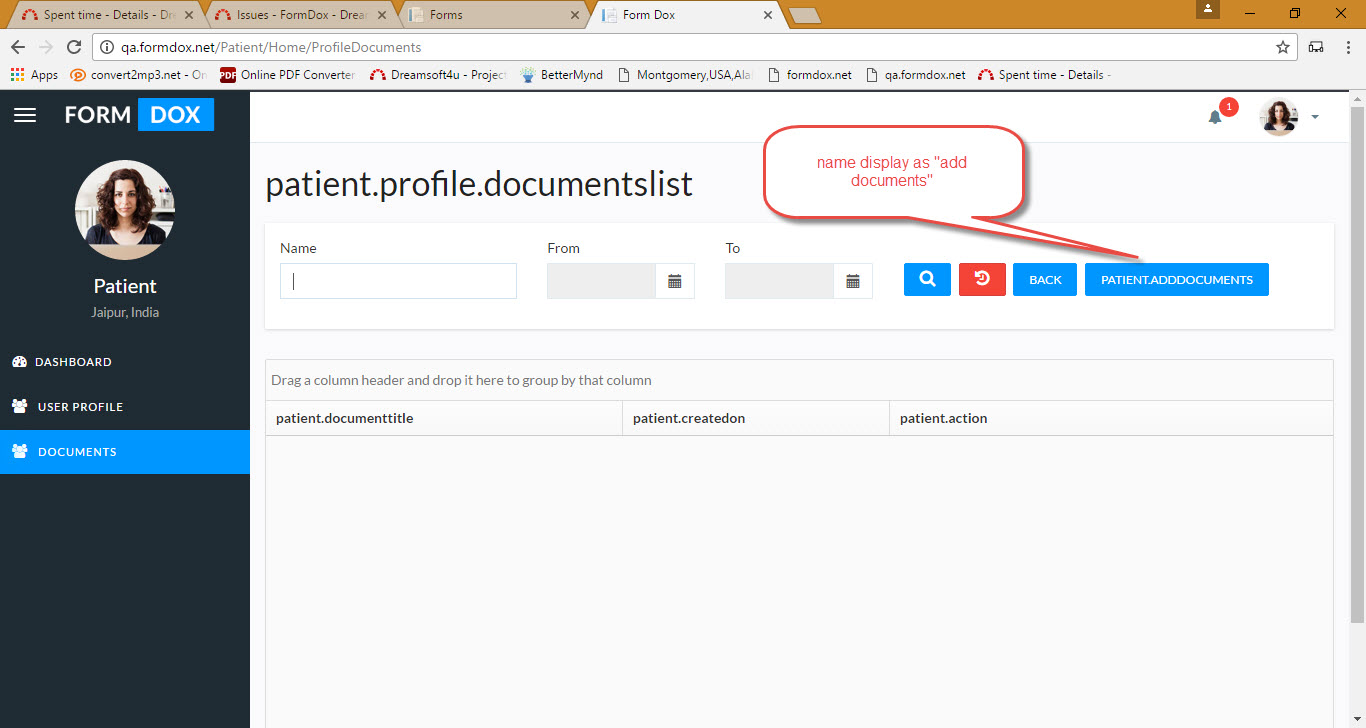 Spent time - Details - Dre
Issues - FormDox - Drea
Forms
Form Dox
qa.formdox.net/Patient/Home/ProfileDocuments
Apps
convert2mp3.net - On
PDF
Online PDF Converter
Dreamsoft4u - Project
BetterMynd
Montgomery,USA,Ala
formdox.net
qa.formdox.net
Spent time - Details -
FORM DOX
1
Patient
Jaipur, India
DASHBOARD
USER PROFILE
DOCUMENTS
name display as "add
documents"
patient.profile.documentslist
Name
From
To
BACK
PATIENT.ADDDOCUMENTS
Drag a column header and drop it here to group by that column
patient.documenttitle
patient.createdon
patient.action